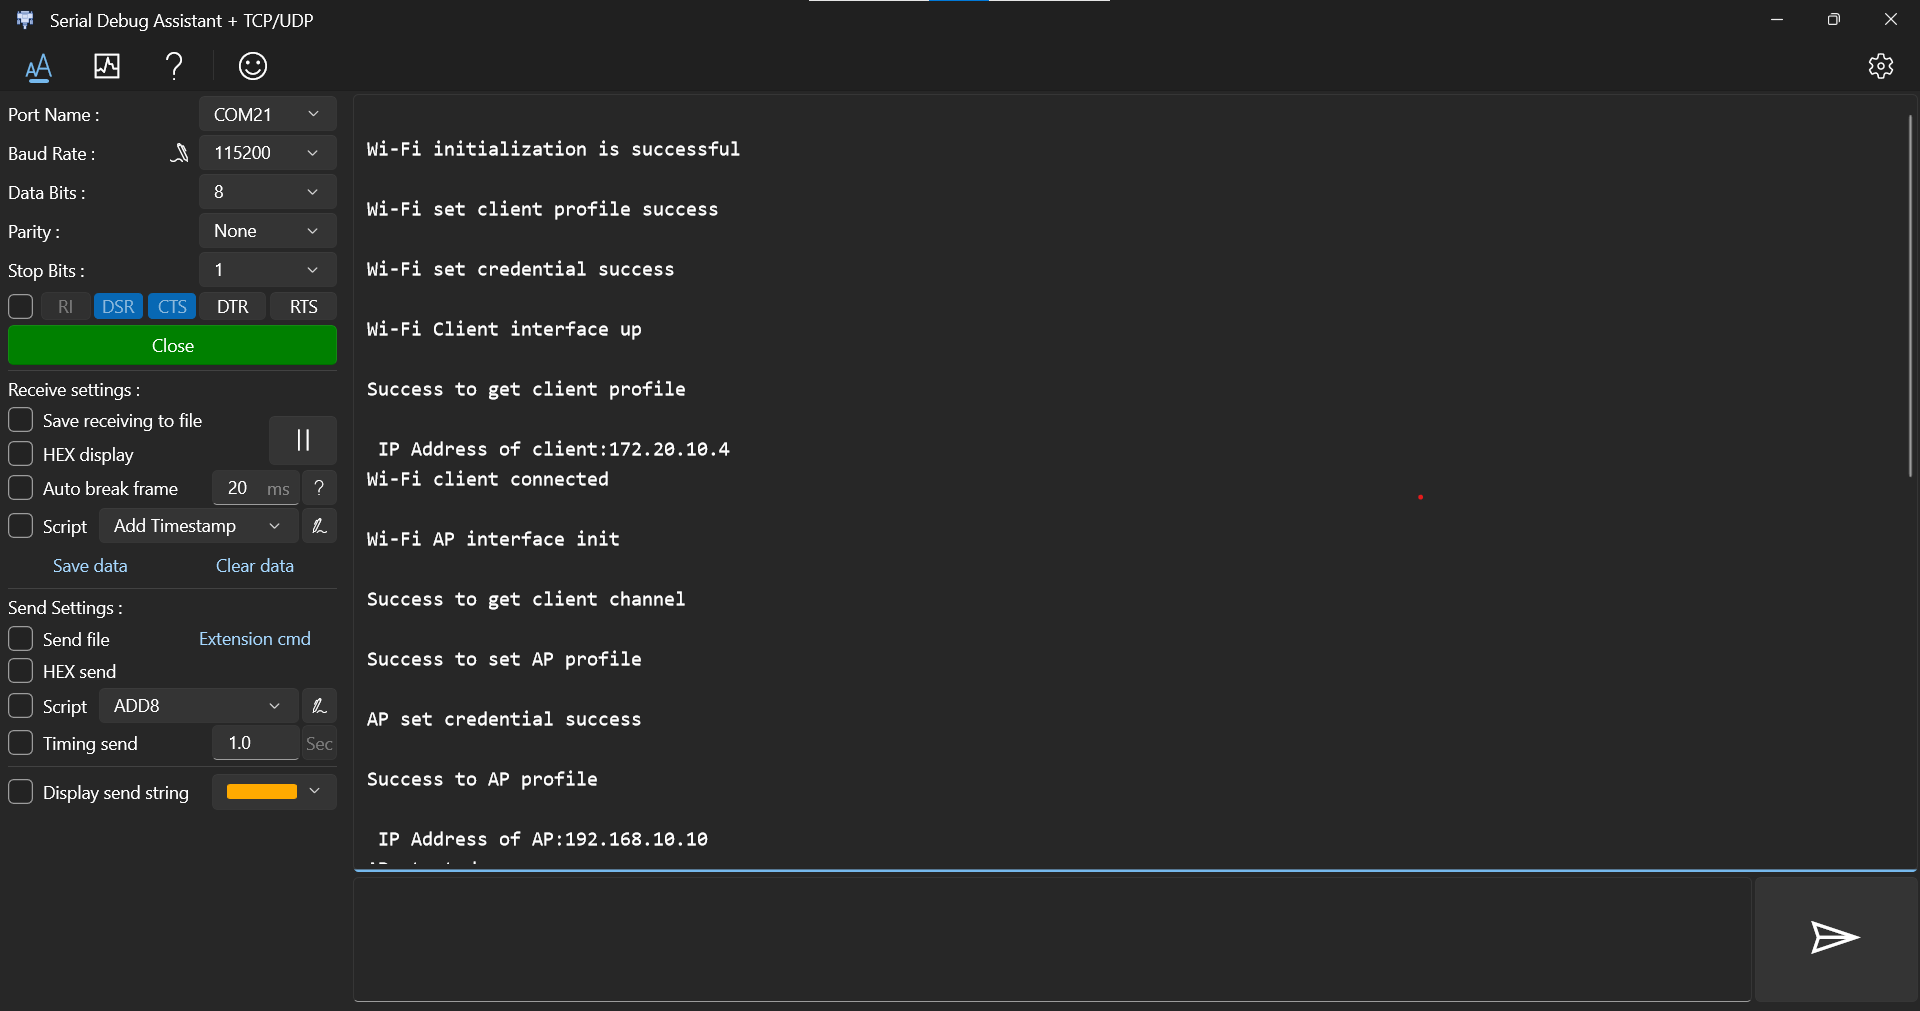 Serial Debug Assistant + TCP/UDP
Port Name :
COM21
Baud Rate :
115200
Data Bits :
8
Parity :
None
Stop Bits :
1
RI DSR CTS DTR RTS
Close
Receive settings :
Save receiving to file
HEX display
Auto break frame
20 ms ?
Script
Add Timestamp
Save data
Clear data
Send Settings :
Send file
Extension cmd
HEX send
Script
ADD8
Timing send
1.0 Sec
Display send string
Wi-Fi initialization is successful
Wi-Fi set client profile success
Wi-Fi set credential success
Wi-Fi Client interface up
Success to get client profile
IP Address of client:172.20.10.4
Wi-Fi client connected
Wi-Fi AP interface init
Success to get client channel
Success to set AP profile
AP set credential success
Success to AP profile
IP Address of AP:192.168.10.10